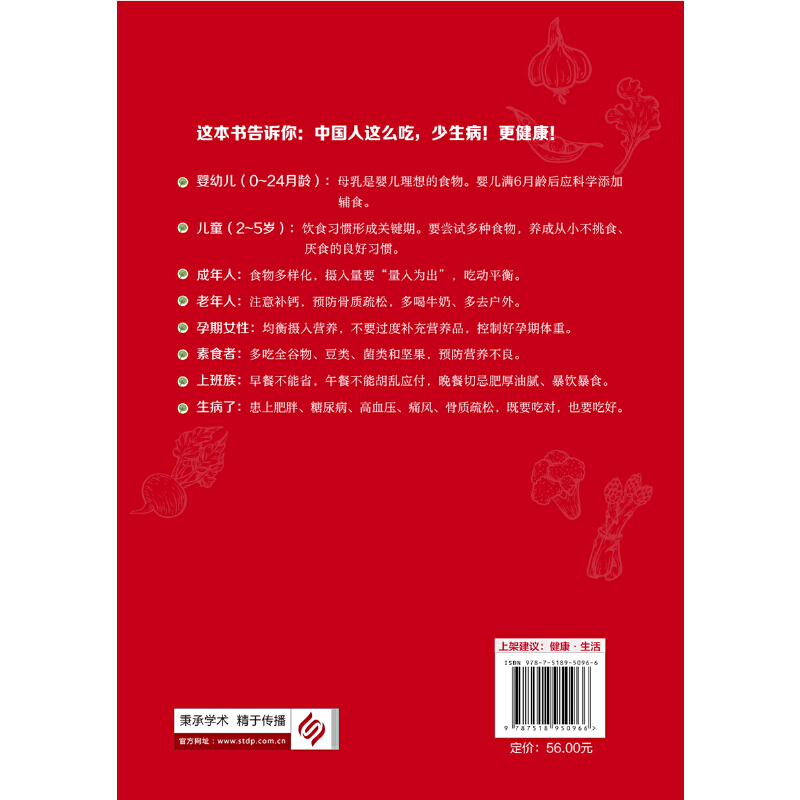 这本书告诉你：中国人这么吃，少生病！更健康！
婴幼儿（0~24月龄）：母乳是婴儿理想的食物。婴儿满6月龄后应科学添加
辅食。
儿童（2~5岁）：饮食习惯形成关键期。要尝试多种食物，养成从小不挑食、
厌食的良好习惯。
成年人：食物多样化，摄入量要“量入为出”，吃动平衡。
老年人：注意补钙，预防骨质疏松，多喝牛奶、多去户外。
孕期女性：均衡摄入营养，不要过度补充营养品，控制好孕期体重。
素食者：多吃全谷物、豆类、菌类和坚果，预防营养不良。
上班族：早餐不能省，午餐不能胡乱应付，晚餐切忌肥厚油腻、暴饮暴食。
生病了：患上肥胖、糖尿病、高血压、痛风、骨质疏松，既要吃对，也要吃好。
上架建议：健康·生活
ISBN 978-7-5189-5096-6
9 787518 950966 >
定价：56.00元
秉承学术 精于传播
官方网址：www.stdp.com.cn